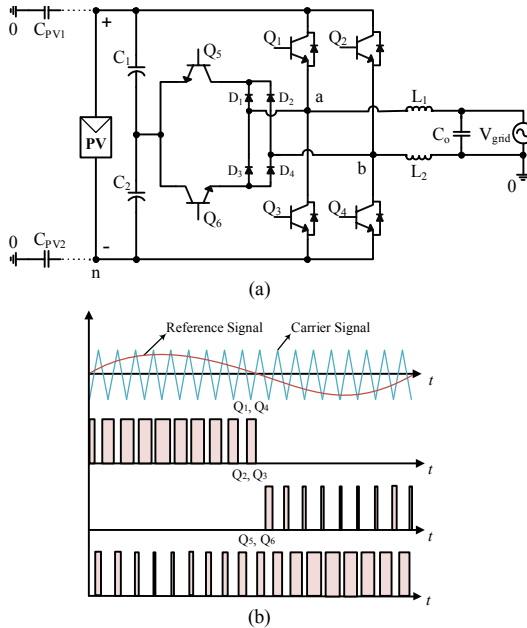 0
C_PV1
+
C1
Q5
Q1
Q2
D1
D2
a
L1
PV
C2
D3
D4
Co
Vgrid
b
L2
Q6
Q3
Q4
0
0
C_PV2
-
n
(a)
Reference Signal
Carrier Signal
t
Q1, Q4
t
Q2, Q3
t
Q5, Q6
t
(b)